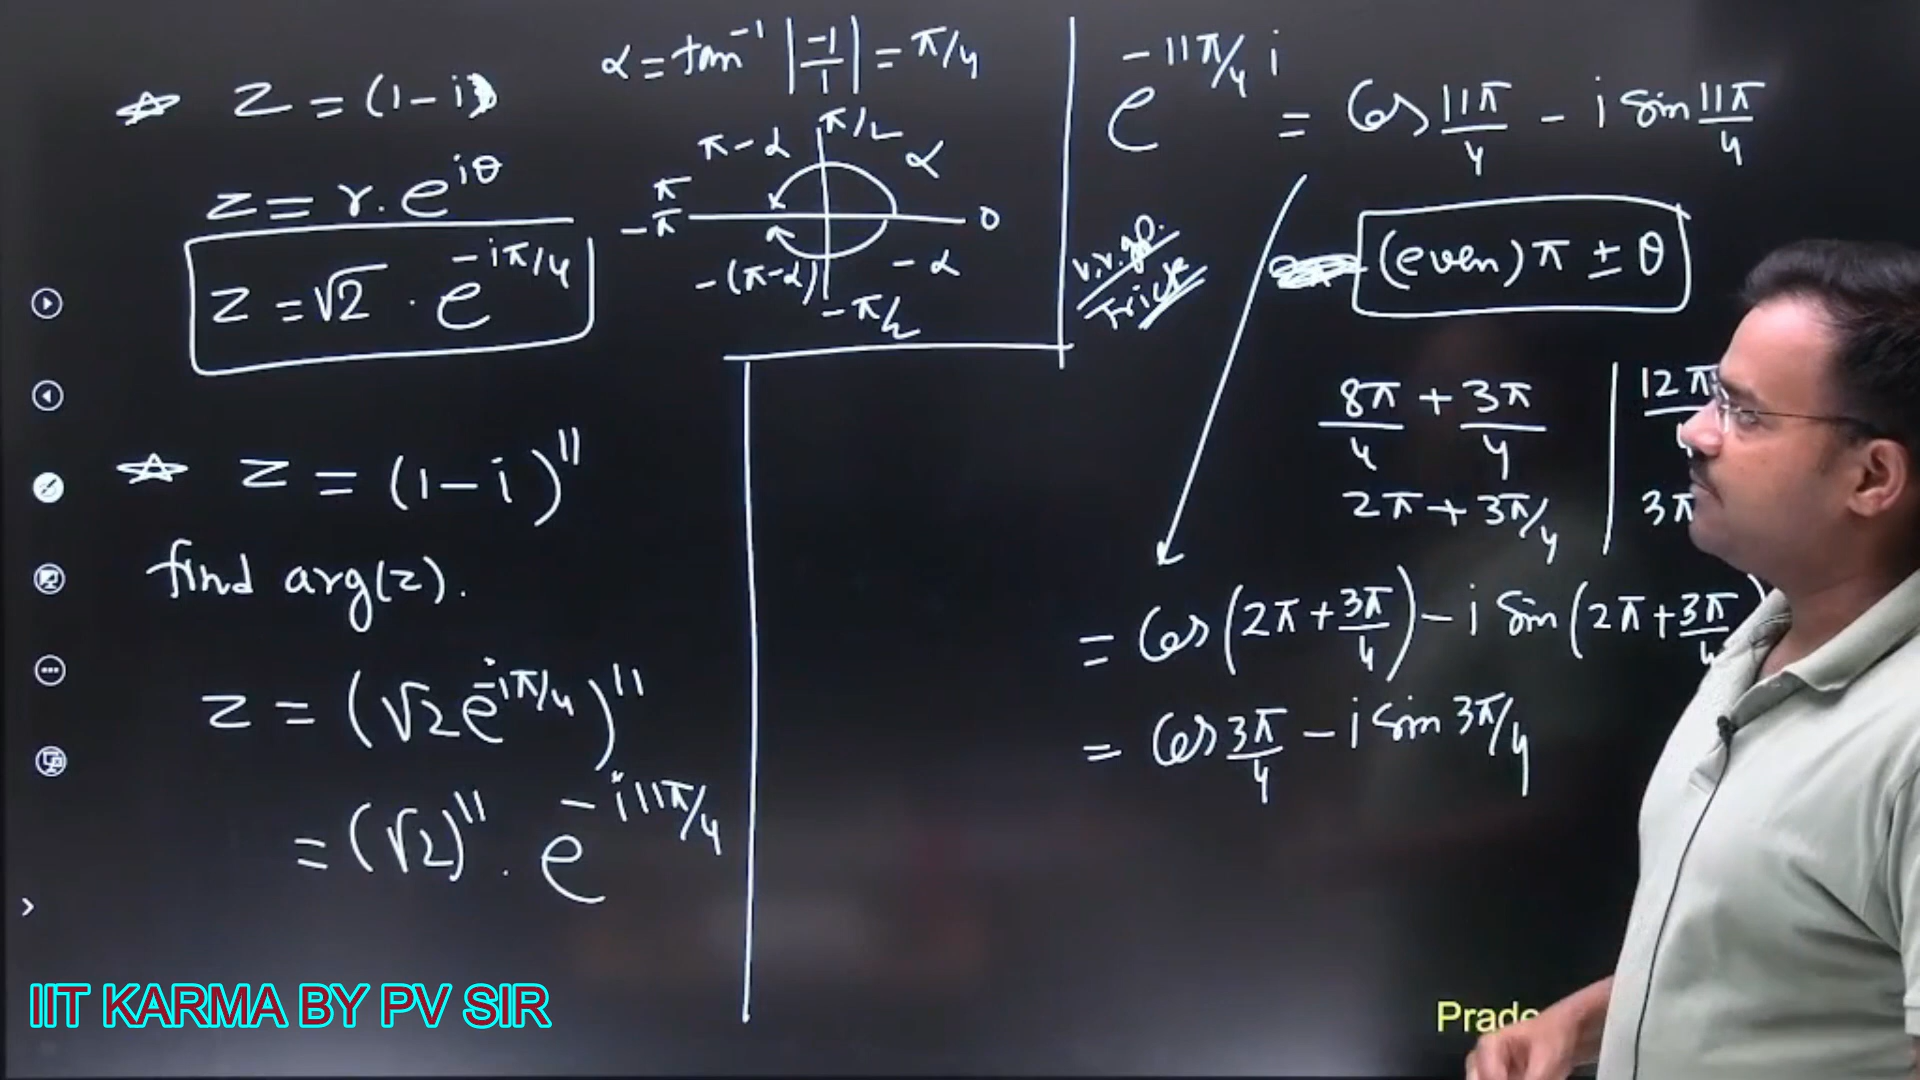 ☆ z = (1-i)
α = tan⁻¹ |-1/1| = π/4
z = r. e^{iθ}
z = √2 . e^{-iπ/4}
π/2
π-α
α
π
-π
0
-(π-α)
-α
-π/2
☆ z = (1-i)^{11}
find arg(z).
z = (√2 e^{-iπ/4})^{11}
= (√2)^{11} . e^{-i11π/4}
e^{-11π/4 i} = Cos 11π/4 - i Sin 11π/4
v.v.gp.
Trick
(even) π ± θ
8π/4 + 3π/4
12π
2π + 3π/4
3π
= Cos (2π + 3π/4) - i Sin (2π + 3π/4)
= Cos 3π/4 - i Sin 3π/4
IIT KARMA BY PV SIR